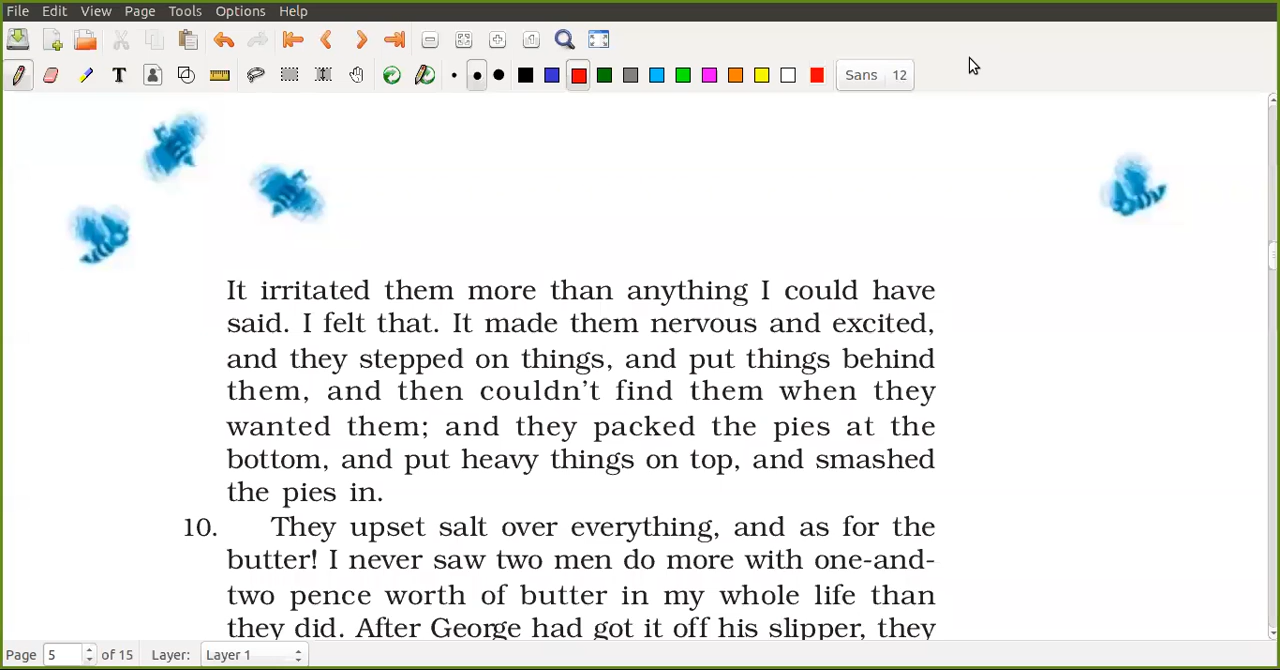 File Edit View Page Tools Options Help
T Sans 12
It irritated them more than anything I could have
said. I felt that. It made them nervous and excited,
and they stepped on things, and put things behind
them, and then couldn't find them when they
wanted them; and they packed the pies at the
bottom, and put heavy things on top, and smashed
the pies in.
10. They upset salt over everything, and as for the
butter! I never saw two men do more with one-and-
two pence worth of butter in my whole life than
they did. After George had got it off his slipper, they
Page 5 of 15 Layer: Layer 1